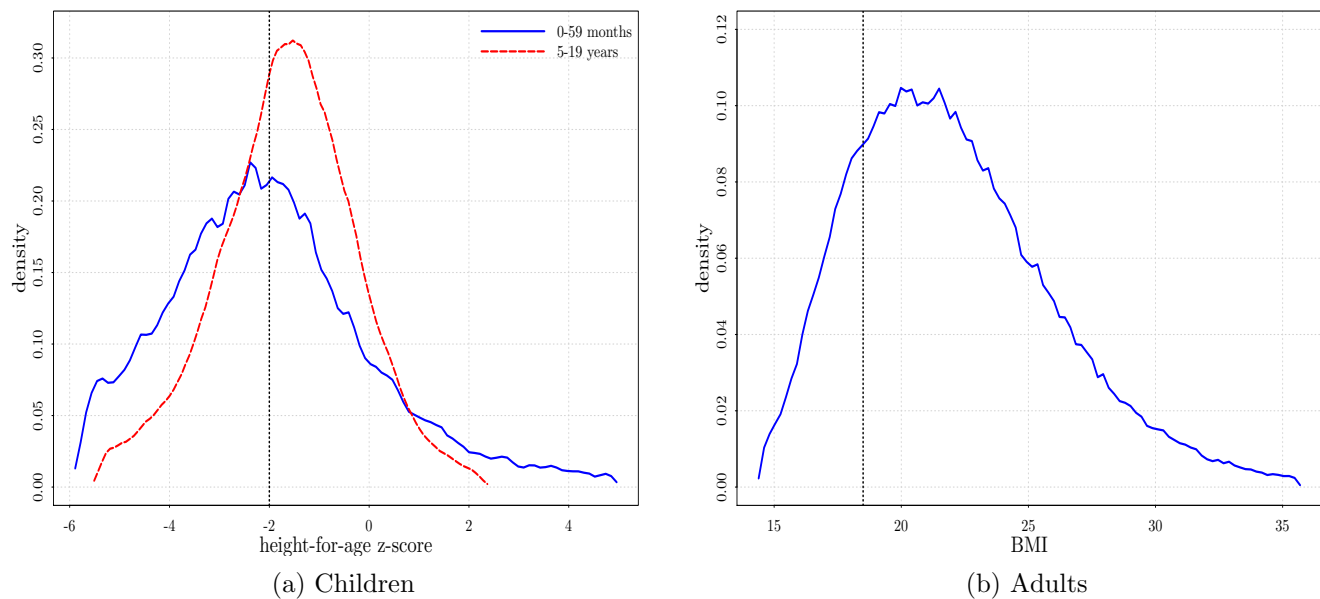 0-59 months
5-19 years
density
0.00 0.05 0.10 0.15 0.20 0.25 0.30
-6 -4 -2 0 2 4
height-for-age z-score
(a) Children
density
0.00 0.02 0.04 0.06 0.08 0.10 0.12
15 20 25 30 35
BMI
(b) Adults